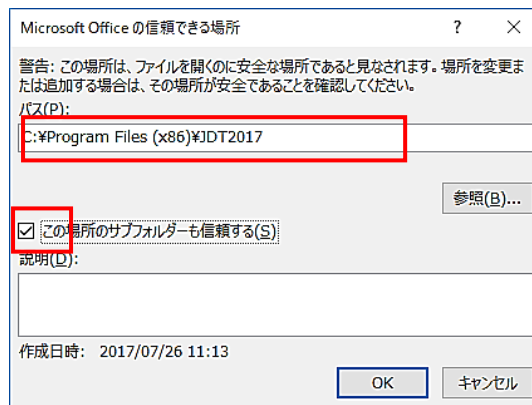 Microsoft Office の信頼できる場所
警告: この場所は、ファイルを開くのに安全な場所であると見なされます。場所を変更ま
たは追加する場合は、その場所が安全であることを確認してください。
パス(P):
C:¥Program Files (x86)¥JDT2017
参照(B)...
この場所のサブフォルダーも信頼する(S)
説明(D):
作成日時: 2017/07/26 11:13
OK キャンセル